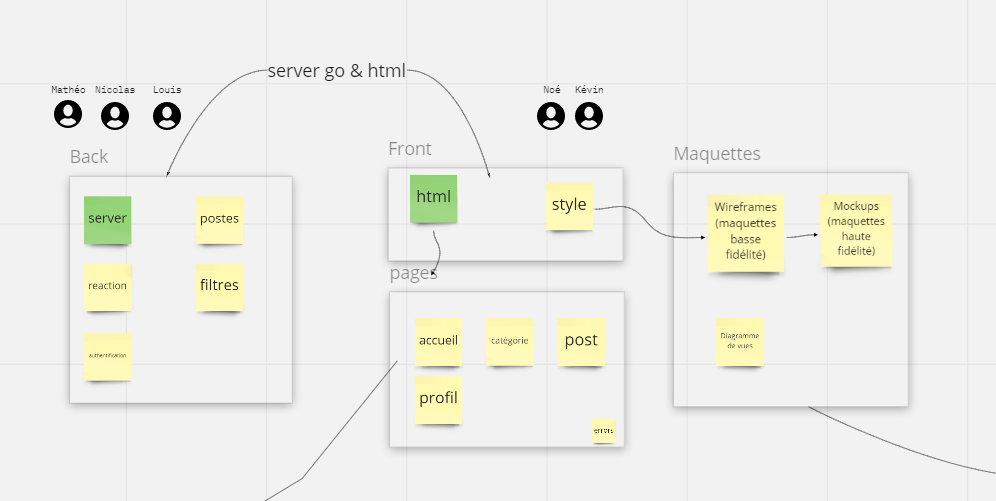 server go & html
Mathéo
Nicolas
Louis
Noé
Kévin
Back
server
postes
reaction
filtres
authentification
Front
html
style
pages
accueil
catégorie
post
profil
errors
Maquettes
Wireframes
(maquettes
basse
fidélité)
Mockups
(maquettes
haute
fidélité)
Diagramme
de vues